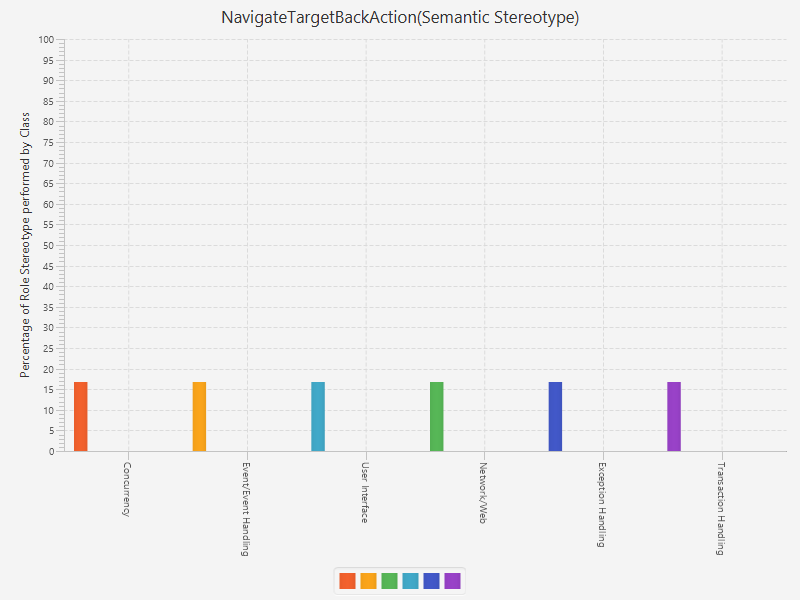 NavigateTargetBackAction(Semantic Stereotype)
Percentage of Role Stereotype performed by Class
100
95
90
85
80
75
70
65
60
55
50
45
40
35
30
25
20
15
10
5
0
Concurrency
Event/Event Handling
User Interface
Network/Web
Exception Handling
Transaction Handling